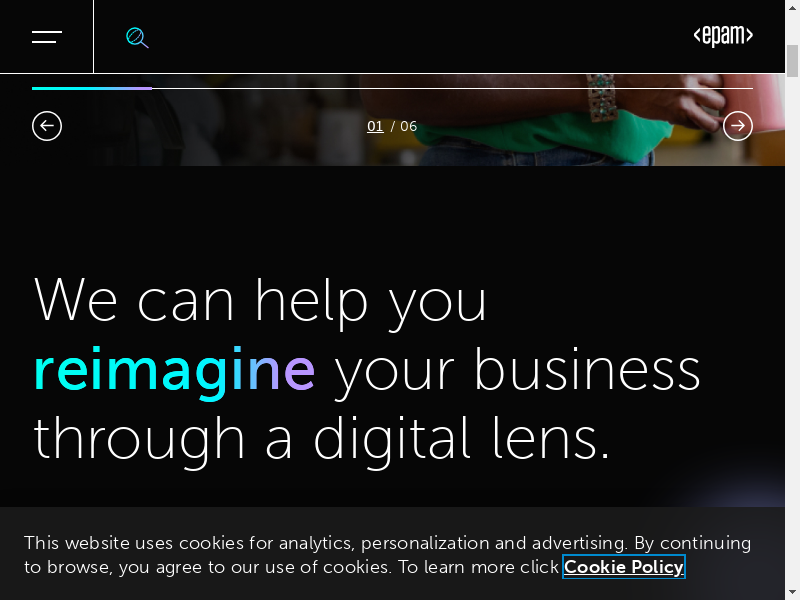 <epam>
01 / 06
We can help you
reimagine your business
through a digital lens.
This website uses cookies for analytics, personalization and advertising. By continuing
to browse, you agree to our use of cookies. To learn more click Cookie Policy